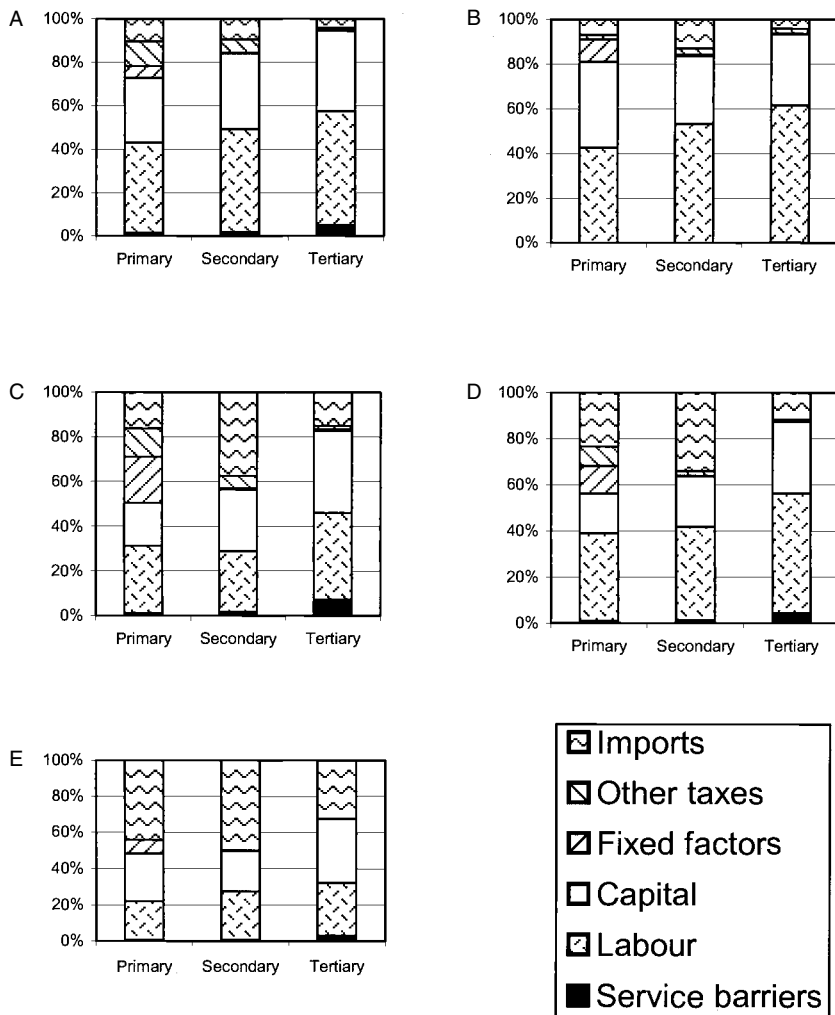 A
100%
80%
60%
40%
20%
0%
Primary Secondary Tertiary
B
100%
80%
60%
40%
20%
0%
Primary Secondary Tertiary
C
100%
80%
60%
40%
20%
0%
Primary Secondary Tertiary
D
100%
80%
60%
40%
20%
0%
Primary Secondary Tertiary
E
100%
80%
60%
40%
20%
0%
Primary Secondary Tertiary
Imports
Other taxes
Fixed factors
Capital
Labour
Service barriers